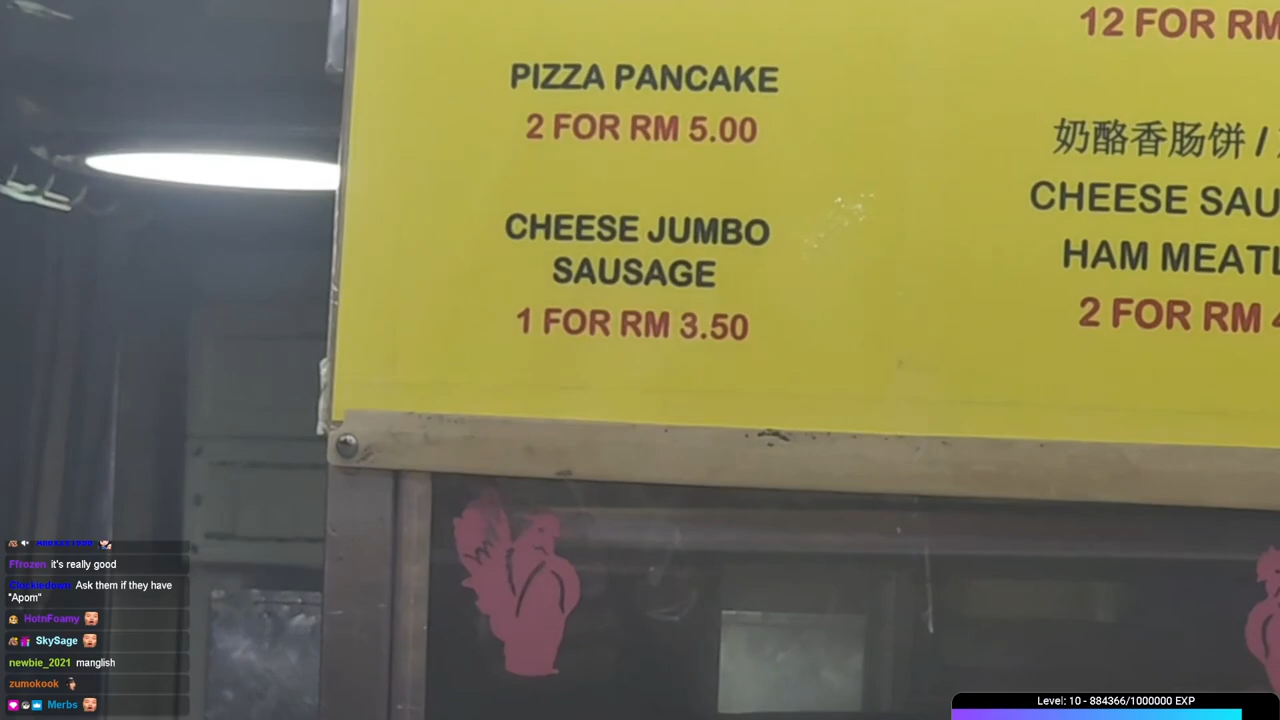 12 FOR RM
PIZZA PANCAKE
2 FOR RM 5.00
奶酪香肠饼 /
CHEESE SAU
CHEESE JUMBO
SAUSAGE
HAM MEATL
1 FOR RM 3.50
2 FOR RM 4
Ffrozen it's really good
Clockiedown Ask them if they have
"Apom"
HotnFoamy
SkySage
newbie_2021 manglish
zumokook
Merbs
Level: 10 - 884366/1000000 EXP